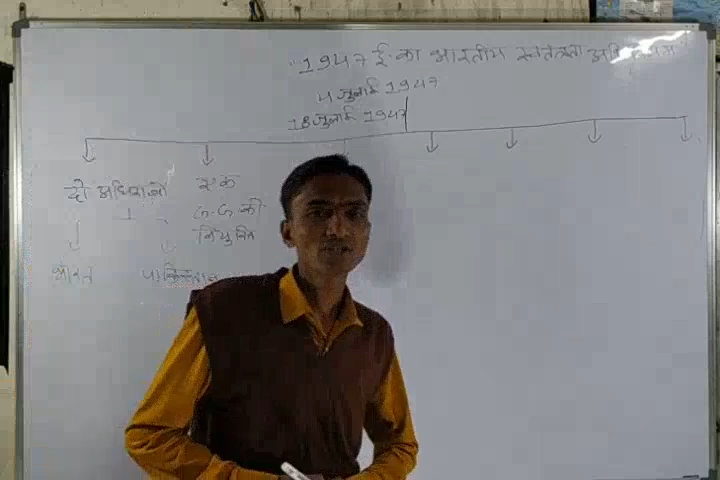 1947 ई. का भारतीय स्वतंत्रता अधिनियम
4 जुलाई 1947
18 जुलाई 1947
दो अधिराज्यों
भारत
पाकिस्तान
एक
G.G. की
नियुक्ति